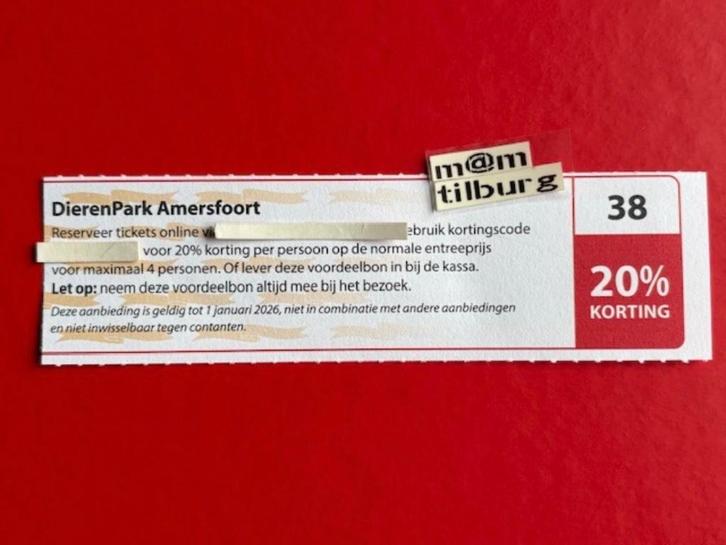 m@m
tilburg
DierenPark Amersfoort
Reserveer tickets online ebruik kortingscode
voor 20% korting per persoon op de normale entreeprijs
voor maximaal 4 personen. Of lever deze voordeelbon in bij de kassa.
Let op: neem deze voordeelbon altijd mee bij het bezoek.
Deze aanbieding is geldig tot 1 januari 2026, niet in combinatie met andere aanbiedingen
en niet inwisselbaar tegen contanten.
38
20%
KORTING